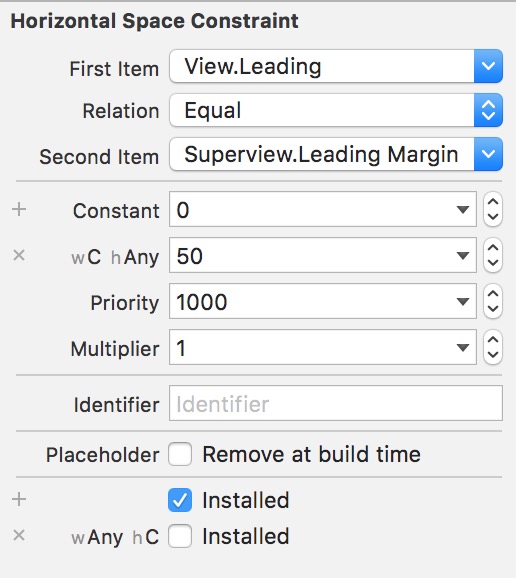 Horizontal Space Constraint
First Item View.Leading
Relation Equal
Second Item Superview.Leading Margin
+ Constant 0
× wC hAny 50
Priority 1000
Multiplier 1
Identifier Identifier
Placeholder Remove at build time
+ Installed
× wAny hC Installed